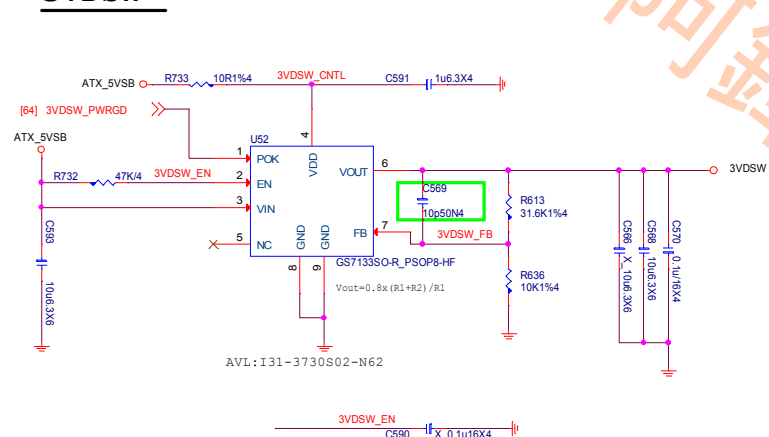 ATX_5VSB
R733
10R1%4
3VDSW_CNTL
C591
1u6.3X4
[64] 3VDSW_PWRGD
ATX_5VSB
R732
47K/4
3VDSW_EN
U52
1
2
3
5
4
6
7
8
9
POK
EN
VIN
NC
VDD
VOUT
FB
GND
GND
GS7133SO-R_PSOP8-HF
Vout=0.8x(R1+R2)/R1
AVL:I31-3730S02-N62
C593
10u6.3X6
C569
10p50N4
3VDSW_FB
R613
31.6K1%4
R636
10K1%4
3VDSW
C566
X_10u6.3X6
C568
10u6.3X6
C570
0.1u/16X4
3VDSW_EN
C590
X_0.1u16X4